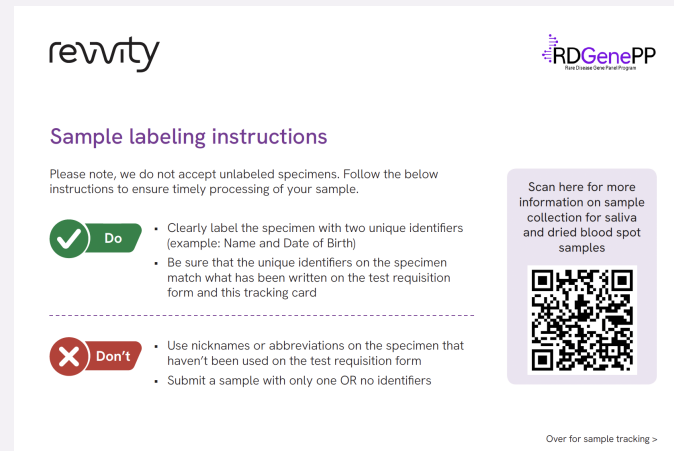 revvity
RDGenePP
Rare Disease Gene Panel Program
Sample labeling instructions
Please note, we do not accept unlabeled specimens. Follow the below
instructions to ensure timely processing of your sample.
Do
• Clearly label the specimen with two unique identifiers
(example: Name and Date of Birth)
• Be sure that the unique identifiers on the specimen
match what has been written on the test requisition
form and this tracking card
Don't
• Use nicknames or abbreviations on the specimen that
haven't been used on the test requisition form
• Submit a sample with only one OR no identifiers
Scan here for more
information on sample
collection for saliva
and dried blood spot
samples
Over for sample tracking >